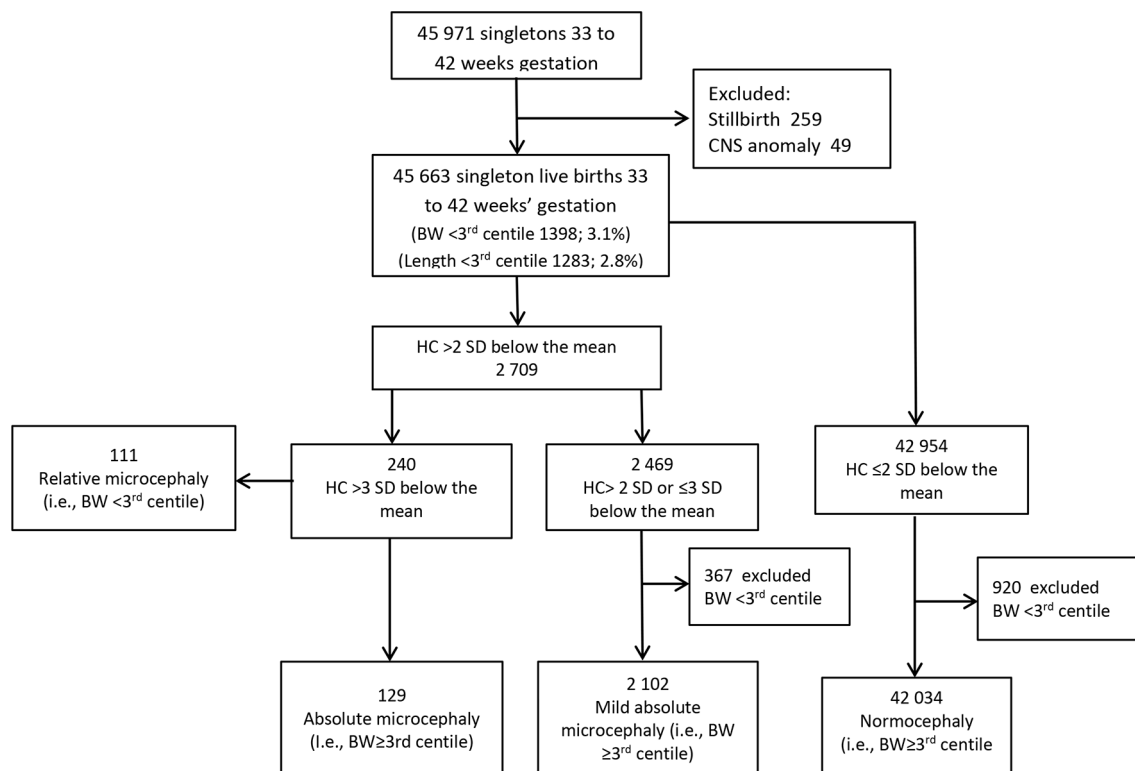 45 971 singletons 33 to
42 weeks gestation
Excluded:
Stillbirth  259
CNS anomaly  49
45 663 singleton live births 33
to 42 weeks’ gestation
(BW <3rd centile 1398; 3.1%)
(Length <3rd centile 1283; 2.8%)
HC >2 SD below the mean
2 709
111
Relative microcephaly
(i.e., BW <3rd centile)
240
HC >3 SD below the
mean
2 469
HC> 2 SD or ≤3 SD
below the mean
42 954
HC ≤2 SD below the
mean
367  excluded
BW <3rd centile
920  excluded
BW <3rd centile
129
Absolute microcephaly
(I.e., BW≥3rd centile)
2 102
Mild absolute
microcephaly (i.e., BW
≥3rd centile)
42 034
Normocephaly
(i.e., BW≥3rd centile